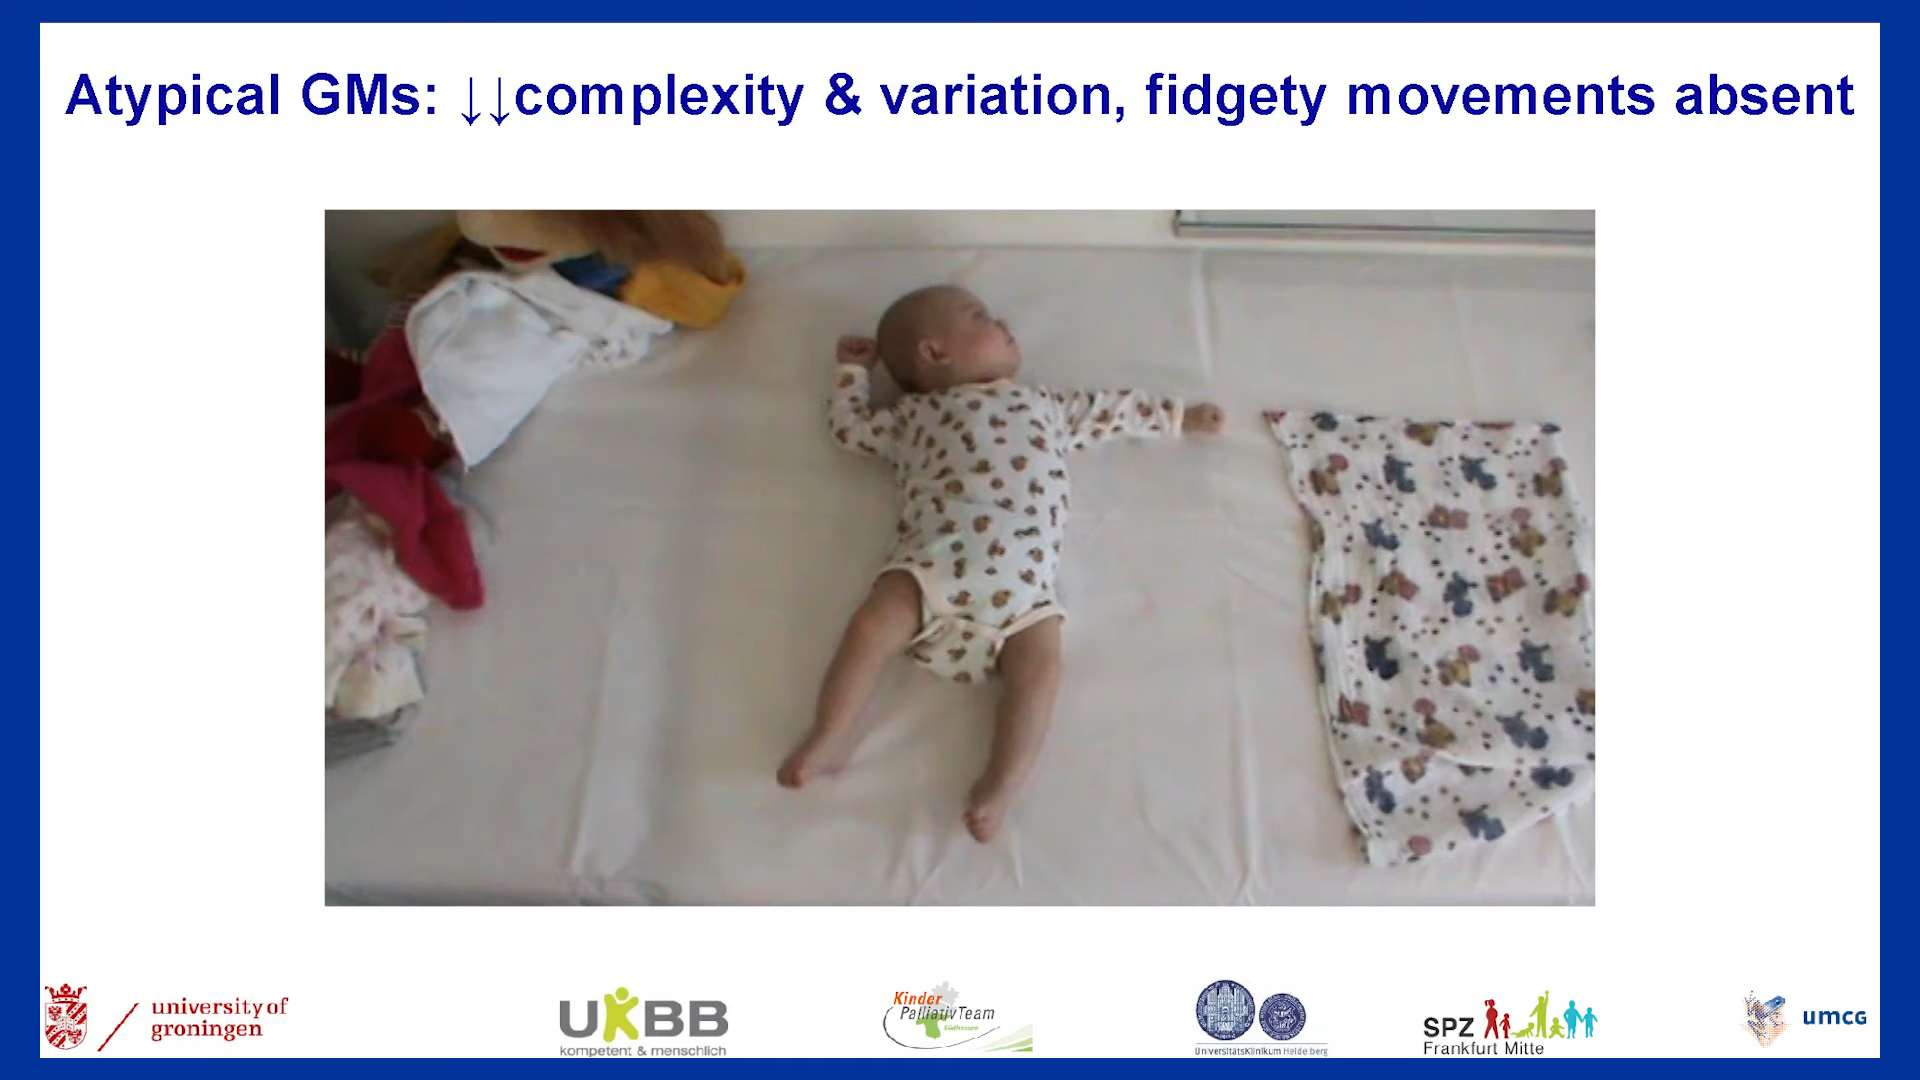 Atypical GMs: ↓↓complexity & variation, fidgety movements absent
university of
groningen
UKBB
kompetent & menschlich
Kinder
PalliativTeam
Südhessen
UniversitätsKlinikum Heidelberg
SPZ
Frankfurt Mitte
umcg